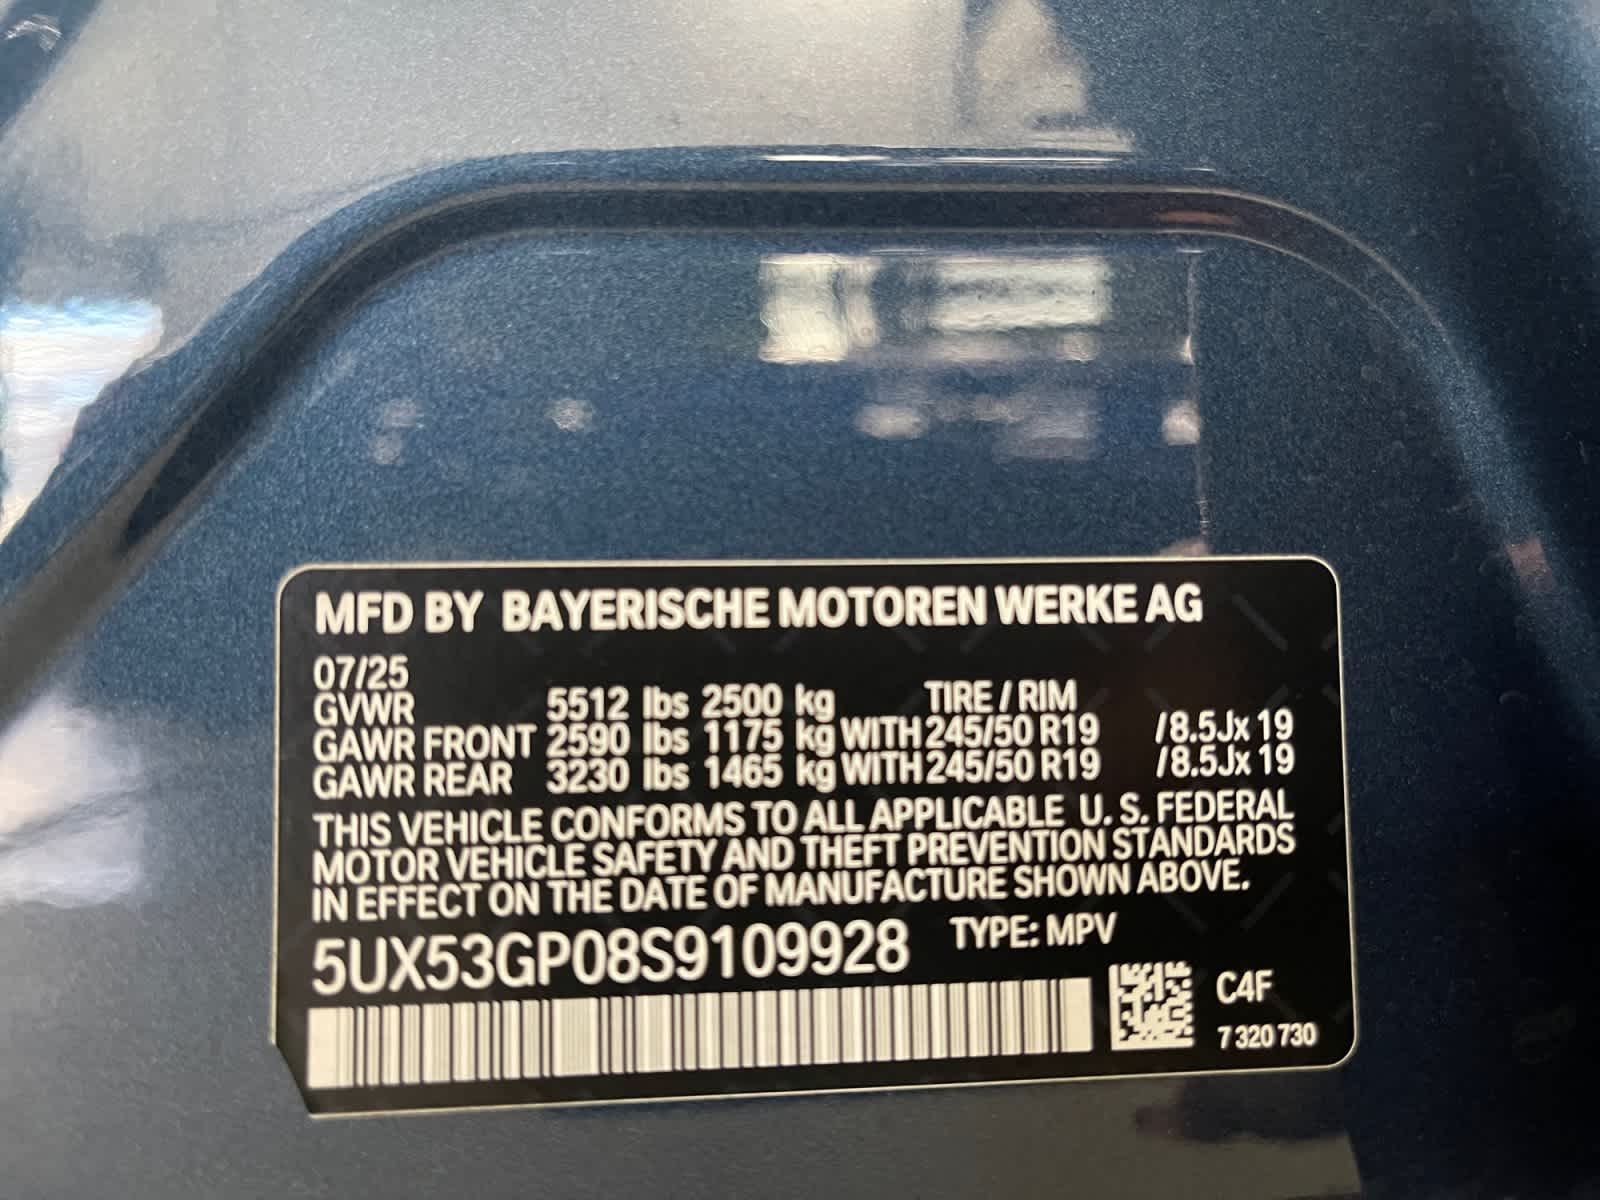 MFD BY BAYERISCHE MOTOREN WERKE AG
07/25
GVWR 5512 lbs 2500 kg TIRE / RIM
GAWR FRONT 2590 lbs 1175 kg WITH 245/50 R19 /8.5Jx 19
GAWR REAR 3230 lbs 1465 kg WITH 245/50 R19 /8.5Jx 19
THIS VEHICLE CONFORMS TO ALL APPLICABLE U. S. FEDERAL
MOTOR VEHICLE SAFETY AND THEFT PREVENTION STANDARDS
IN EFFECT ON THE DATE OF MANUFACTURE SHOWN ABOVE.
5UX53GP08S9109928 TYPE: MPV
C4F
7 320 730